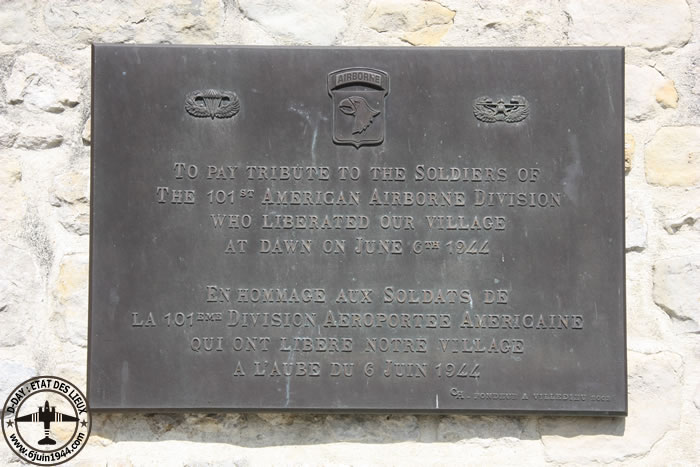 AIRBORNE
TO PAY TRIBUTE TO THE SOLDIERS OF
THE 101ST AMERICAN AIRBORNE DIVISION
WHO LIBERATED OUR VILLAGE
AT DAWN ON JUNE 6TH 1944
EN HOMMAGE AUX SOLDATS DE
LA 101EME DIVISION AEROPORTEE AMERICAINE
QUI ONT LIBERE NOTRE VILLAGE
A L'AUBE DU 6 JUIN 1944
A VILLEDIEU
D-DAY : ETAT DES LIEUX
www.6juin1944.com